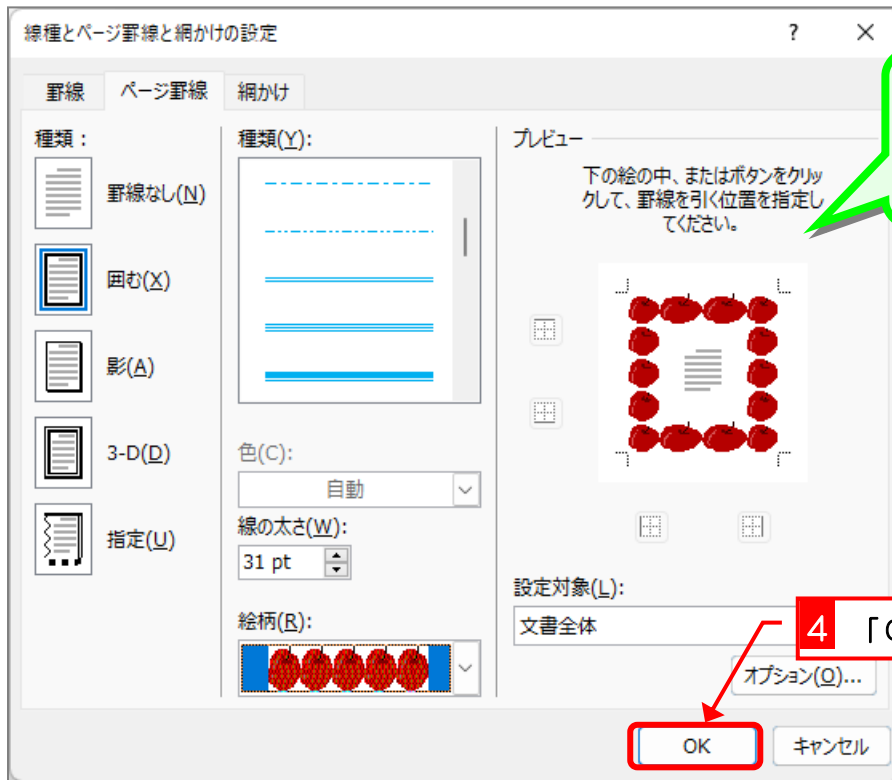 線種とページ罫線と網かけの設定
?
罫線
ページ罫線
網かけ
種類：
罫線なし(N)
囲む(X)
影(A)
3-D(D)
指定(U)
種類(Y):
色(C):
自動
線の太さ(W):
31 pt
絵柄(R):
プレビュー
下の絵の中、またはボタンをクリッ
クして、罫線を引く位置を指定し
てください。
設定対象(L):
文書全体
4 「
オプション(O)...
OK
キャンセル